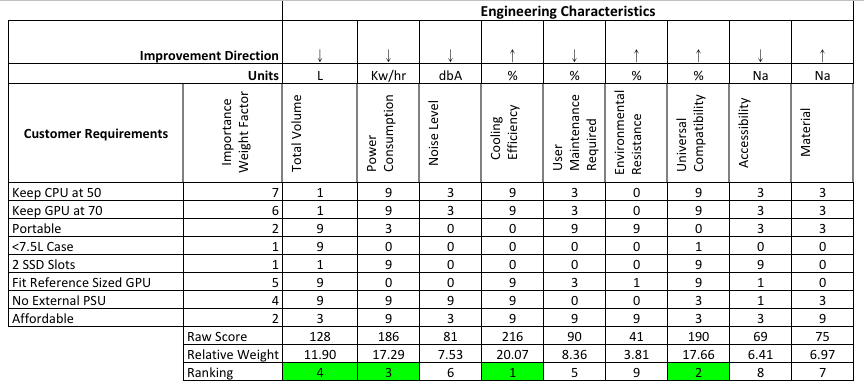 Engineering Characteristics
Improvement Direction ↓ ↓ ↓ ↑ ↓ ↑ ↑ ↓ ↑
Units L Kw/hr dbA % % % % Na Na
Customer Requirements Importance Weight Factor Total Volume Power Consumption Noise Level Cooling Efficiency User Maintenance Required Environmental Resistance Universal Compatibility Accessibility Material
Keep CPU at 50 7 1 9 3 9 3 0 9 3 3
Keep GPU at 70 6 1 9 3 9 3 0 9 3 3
Portable 2 9 3 0 0 9 9 0 3 3
<7.5L Case 1 9 0 0 0 0 0 1 0 0
2 SSD Slots 1 1 9 0 0 0 0 9 9 0
Fit Reference Sized GPU 5 9 0 0 9 3 1 9 1 0
No External PSU 4 9 9 9 9 0 0 3 1 3
Affordable 2 3 9 3 9 9 9 3 3 9
Raw Score 128 186 81 216 90 41 190 69 75
Relative Weight 11.90 17.29 7.53 20.07 8.36 3.81 17.66 6.41 6.97
Ranking 4 3 6 1 5 9 2 8 7